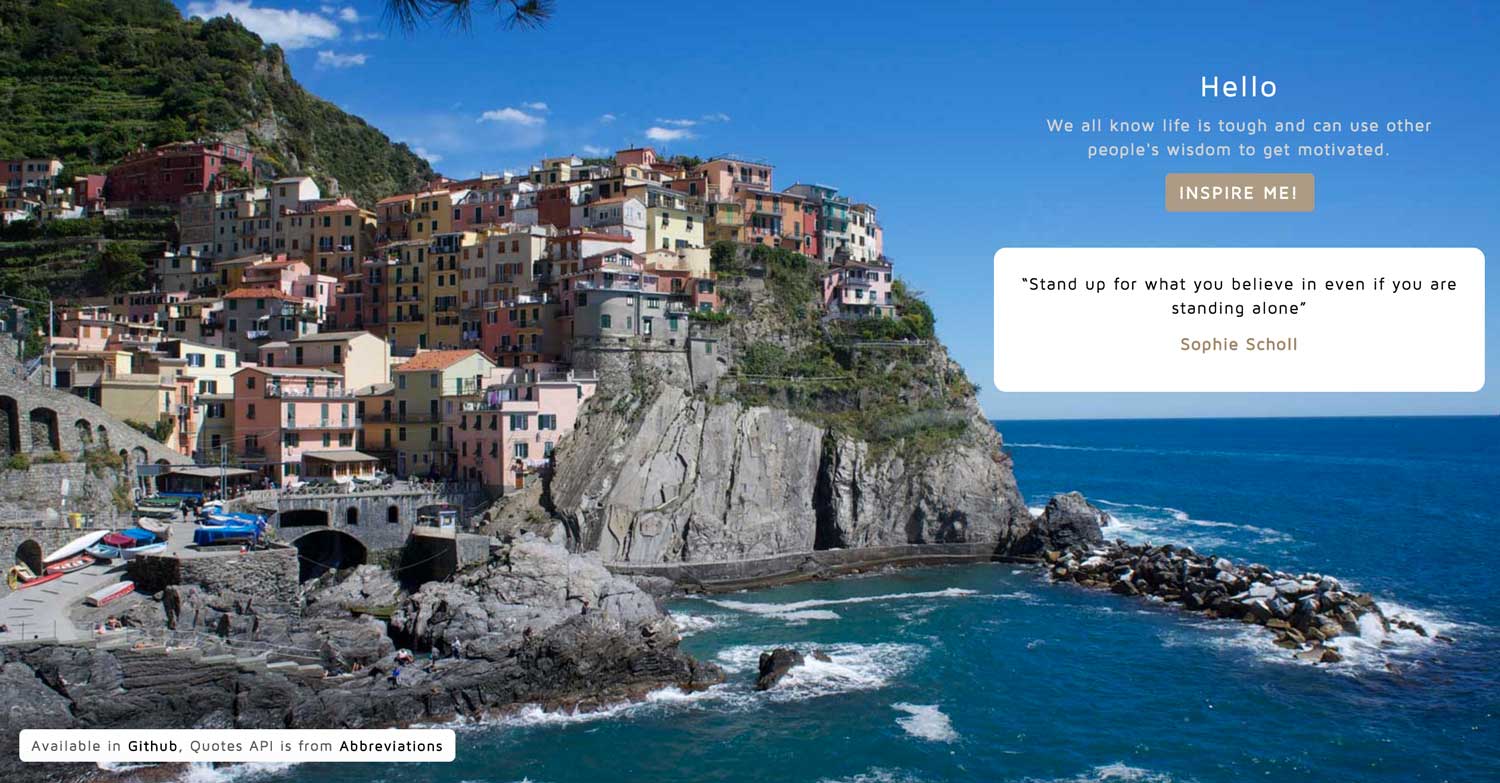 Hello
We all know life is tough and can use other
people's wisdom to get motivated.
INSPIRE ME!
“Stand up for what you believe in even if you are
standing alone”
Sophie Scholl
Available in Github, Quotes API is from Abbreviations